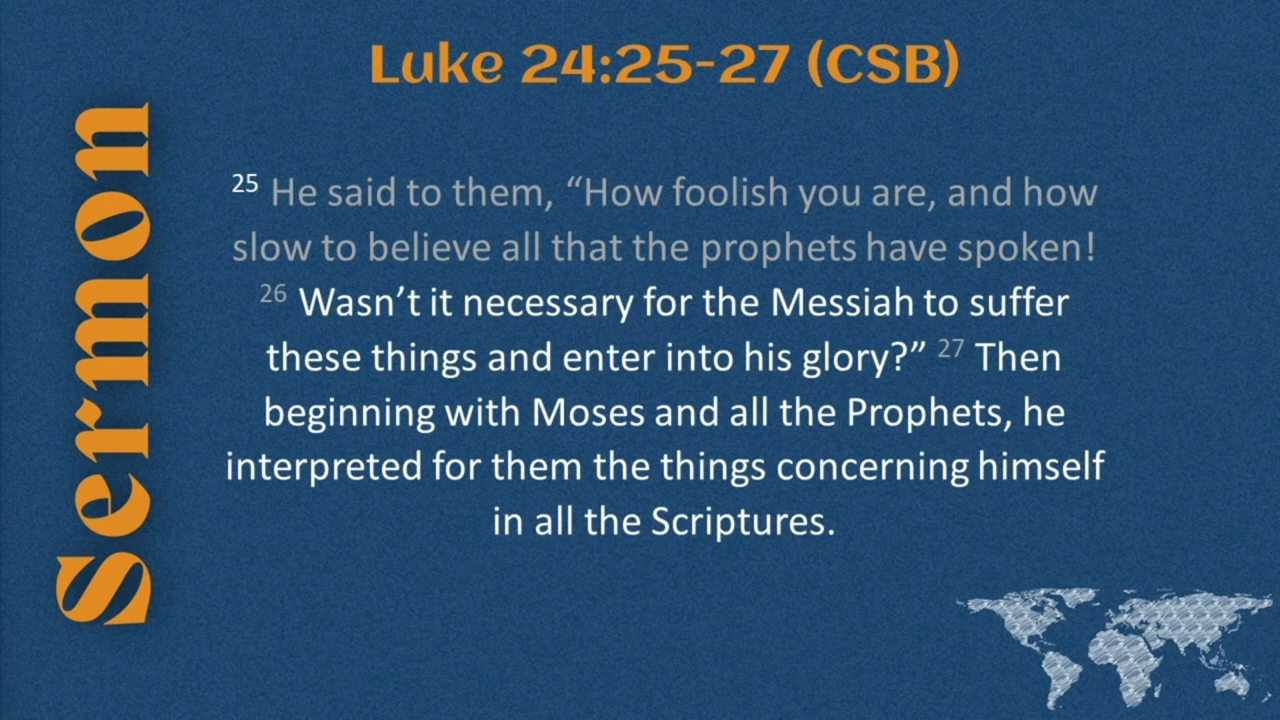 Luke 24:25-27 (CSB)
Sermon
25 He said to them, “How foolish you are, and how
slow to believe all that the prophets have spoken!
26 Wasn’t it necessary for the Messiah to suffer
these things and enter into his glory?” 27 Then
beginning with Moses and all the Prophets, he
interpreted for them the things concerning himself
in all the Scriptures.